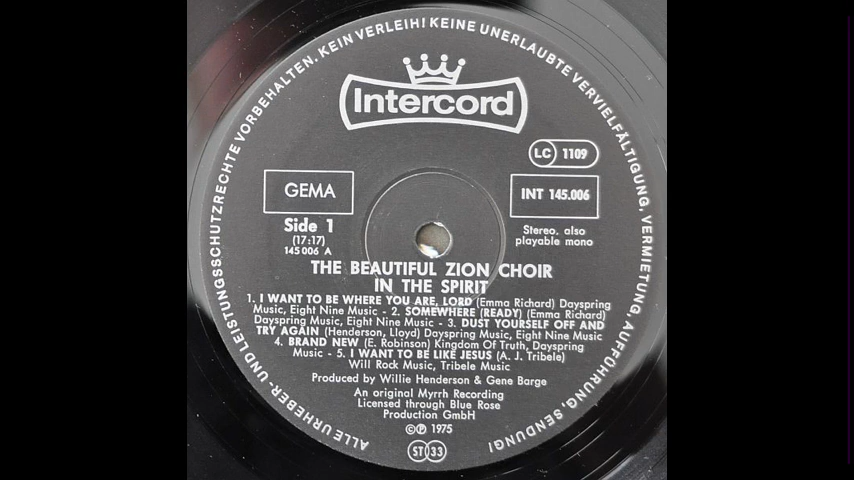 ALLE URHEBER- UND LEISTUNGSSCHUTZRECHTE VORBEHALTEN. KEIN VERLEIH! KEINE UNERLAUBTE VERVIELFÄLTIGUNG, VERMIETUNG, AUFFÜHRUNG, SENDUNG!
Intercord
LC 1109
GEMA
INT 145.006
Side 1
(17:17)
145 006 A
Stereo, also
playable mono
THE BEAUTIFUL ZION CHOIR
IN THE SPIRIT
1. I WANT TO BE WHERE YOU ARE, LORD (Emma Richard) Dayspring
Music, Eight Nine Music - 2. SOMEWHERE (READY) (Emma Richard)
Dayspring Music, Eight Nine Music - 3. DUST YOURSELF OFF AND
TRY AGAIN (Henderson, Lloyd) Dayspring Music, Eight Nine Music
4. BRAND NEW (E. Robinson) Kingdom Of Truth, Dayspring
Music - 5. I WANT TO BE LIKE JESUS (A. J. Tribele)
Will Rock Music, Tribele Music
Produced by Willie Henderson & Gene Barge
An original Myrrh Recording
Licensed through Blue Rose
Production GmbH
©℗ 1975
ST 33